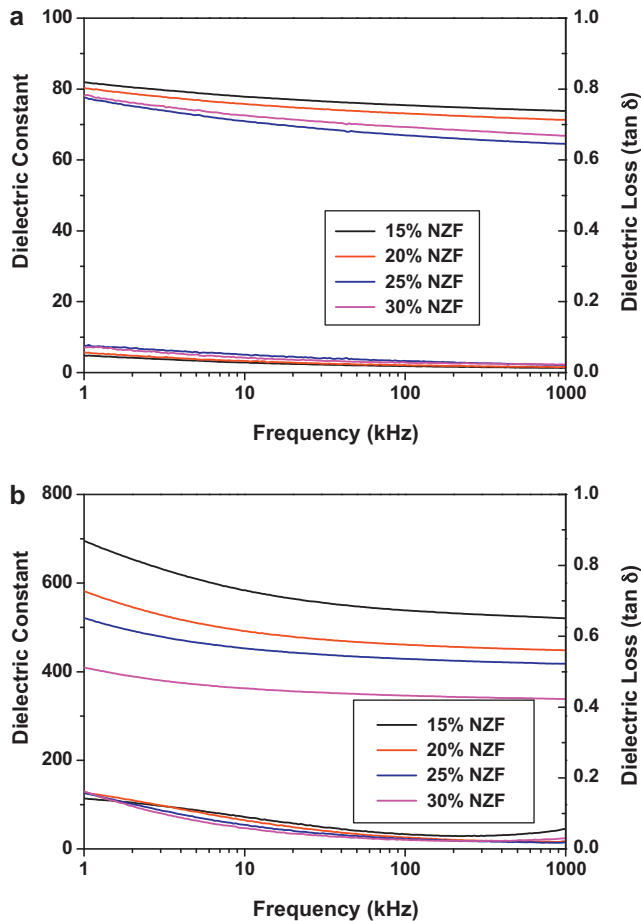 a
100
80
60
40
20
0
1.0
0.8
0.6
0.4
0.2
0.0
Dielectric Constant
Dielectric Loss (tan δ)
15% NZF
20% NZF
25% NZF
30% NZF
1
10
100
1000
Frequency (kHz)
b
800
600
400
200
0
1.0
0.8
0.6
0.4
0.2
0.0
Dielectric Constant
Dielectric Loss (tan δ)
15% NZF
20% NZF
25% NZF
30% NZF
1
10
100
1000
Frequency (kHz)